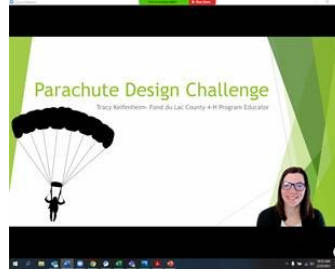 Parachute Design Challenge
Tracy Keifenheim- Fond du Lac County 4-H Program Educator